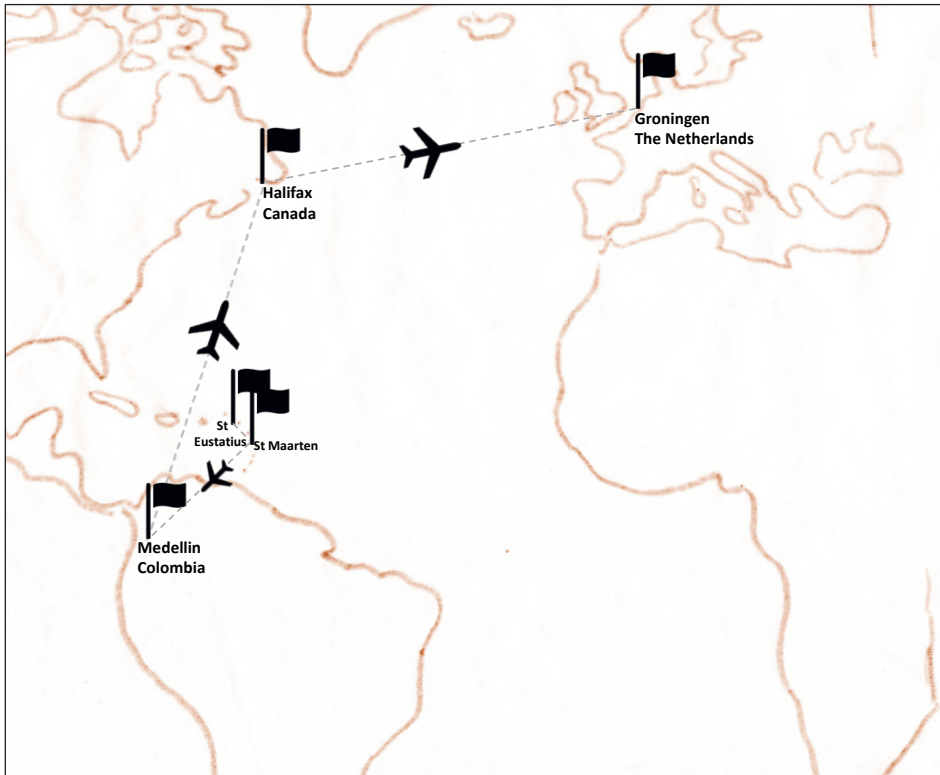 Groningen
The Netherlands
Halifax
Canada
St
Eustatius
St Maarten
Medellin
Colombia